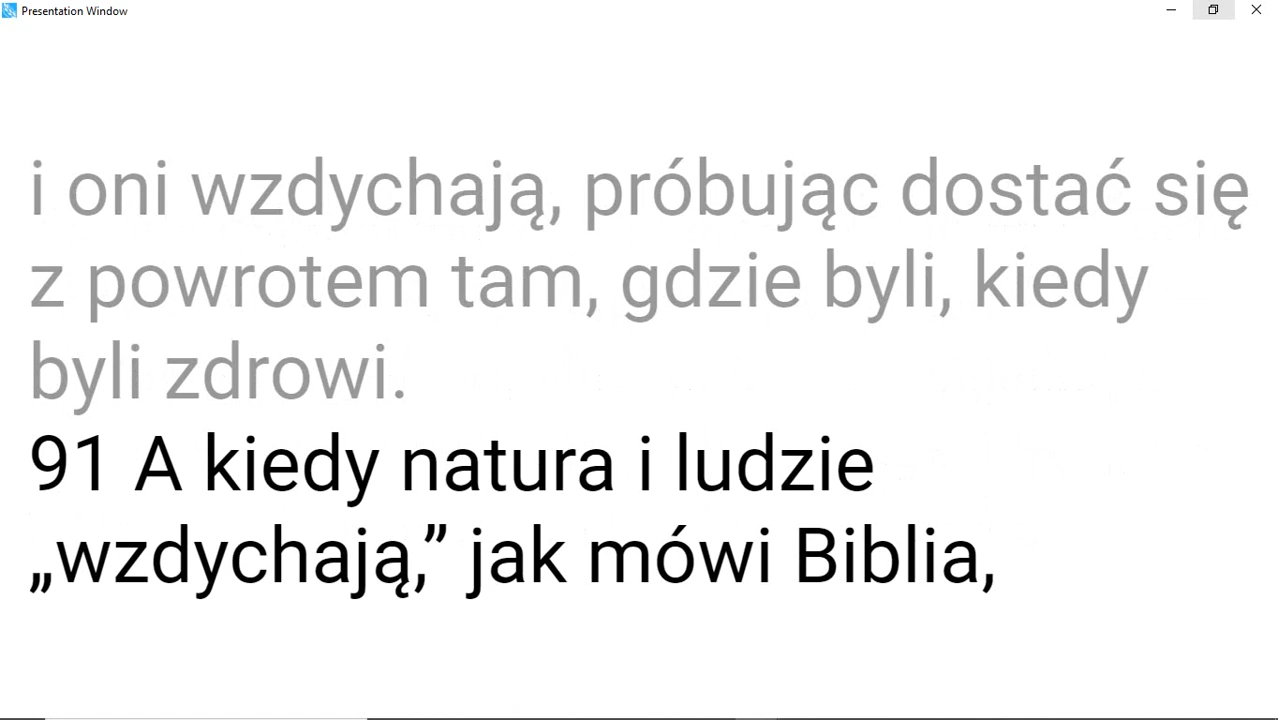 Presentation Window
i oni wzdychają, próbując dostać się
z powrotem tam, gdzie byli, kiedy
byli zdrowi.
91 A kiedy natura i ludzie
„wzdychają,” jak mówi Biblia,